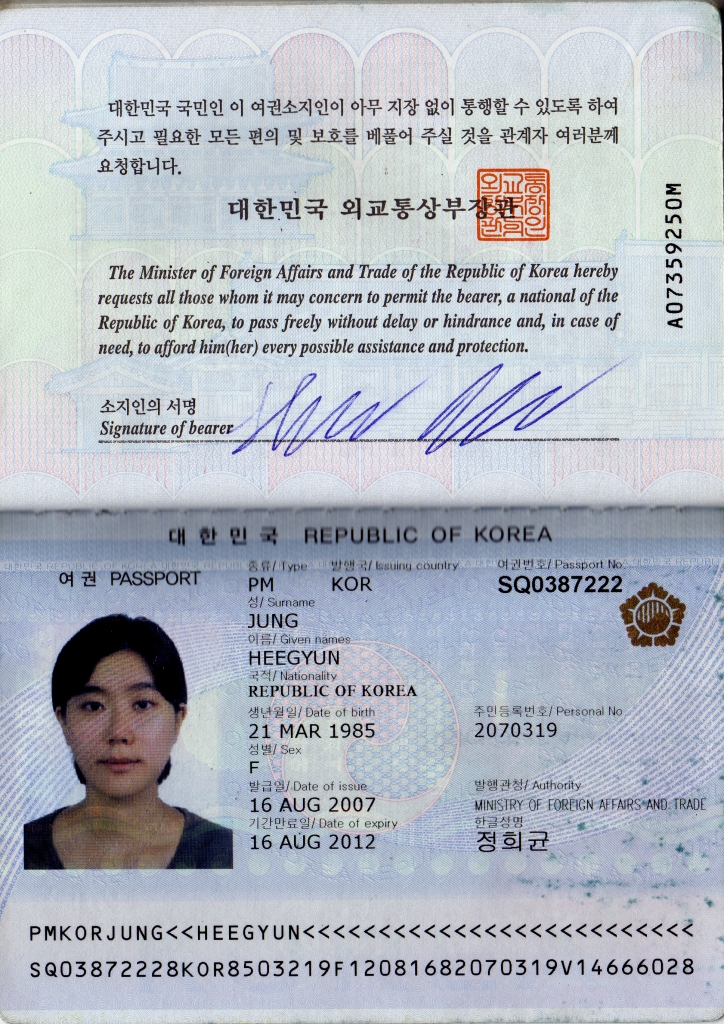 대한민국 국민인 이 여권소지인이 아무 지장 없이 통행할 수 있도록 하여
주시고 필요한 모든 편의 및 보호를 베풀어 주실 것을 관계자 여러분께
요청합니다.
대한민국 외교통상부장관
The Minister of Foreign Affairs and Trade of the Republic of Korea hereby
requests all those whom it may concern to permit the bearer, a national of the
Republic of Korea, to pass freely without delay or hindrance and, in case of
need, to afford him(her) every possible assistance and protection.
A07359250M
소지인의 서명
Signature of bearer
대한민국 REPUBLIC OF KOREA
여권 PASSPORT
종류/ Type 발행국/ Issuing country 여권번호/ Passport No
PM KOR SQ0387222
성/ Surname
JUNG
이름/ Given names
HEEGYUN
국적/ Nationality
REPUBLIC OF KOREA
생년월일/ Date of birth 주민등록번호/ Personal No
21 MAR 1985 2070319
성별/ Sex
F
발급일/ Date of issue 발행관청/ Authority
16 AUG 2007 MINISTRY OF FOREIGN AFFAIRS AND TRADE
기간만료일/ Date of expiry 한글성명
16 AUG 2012 정희균
PMKORJUNG<<HEEGYUN<<<<<<<<<<<<<<<<<<<<<<<<<<
SQ03872228KOR8503219F12081682070319V14666028